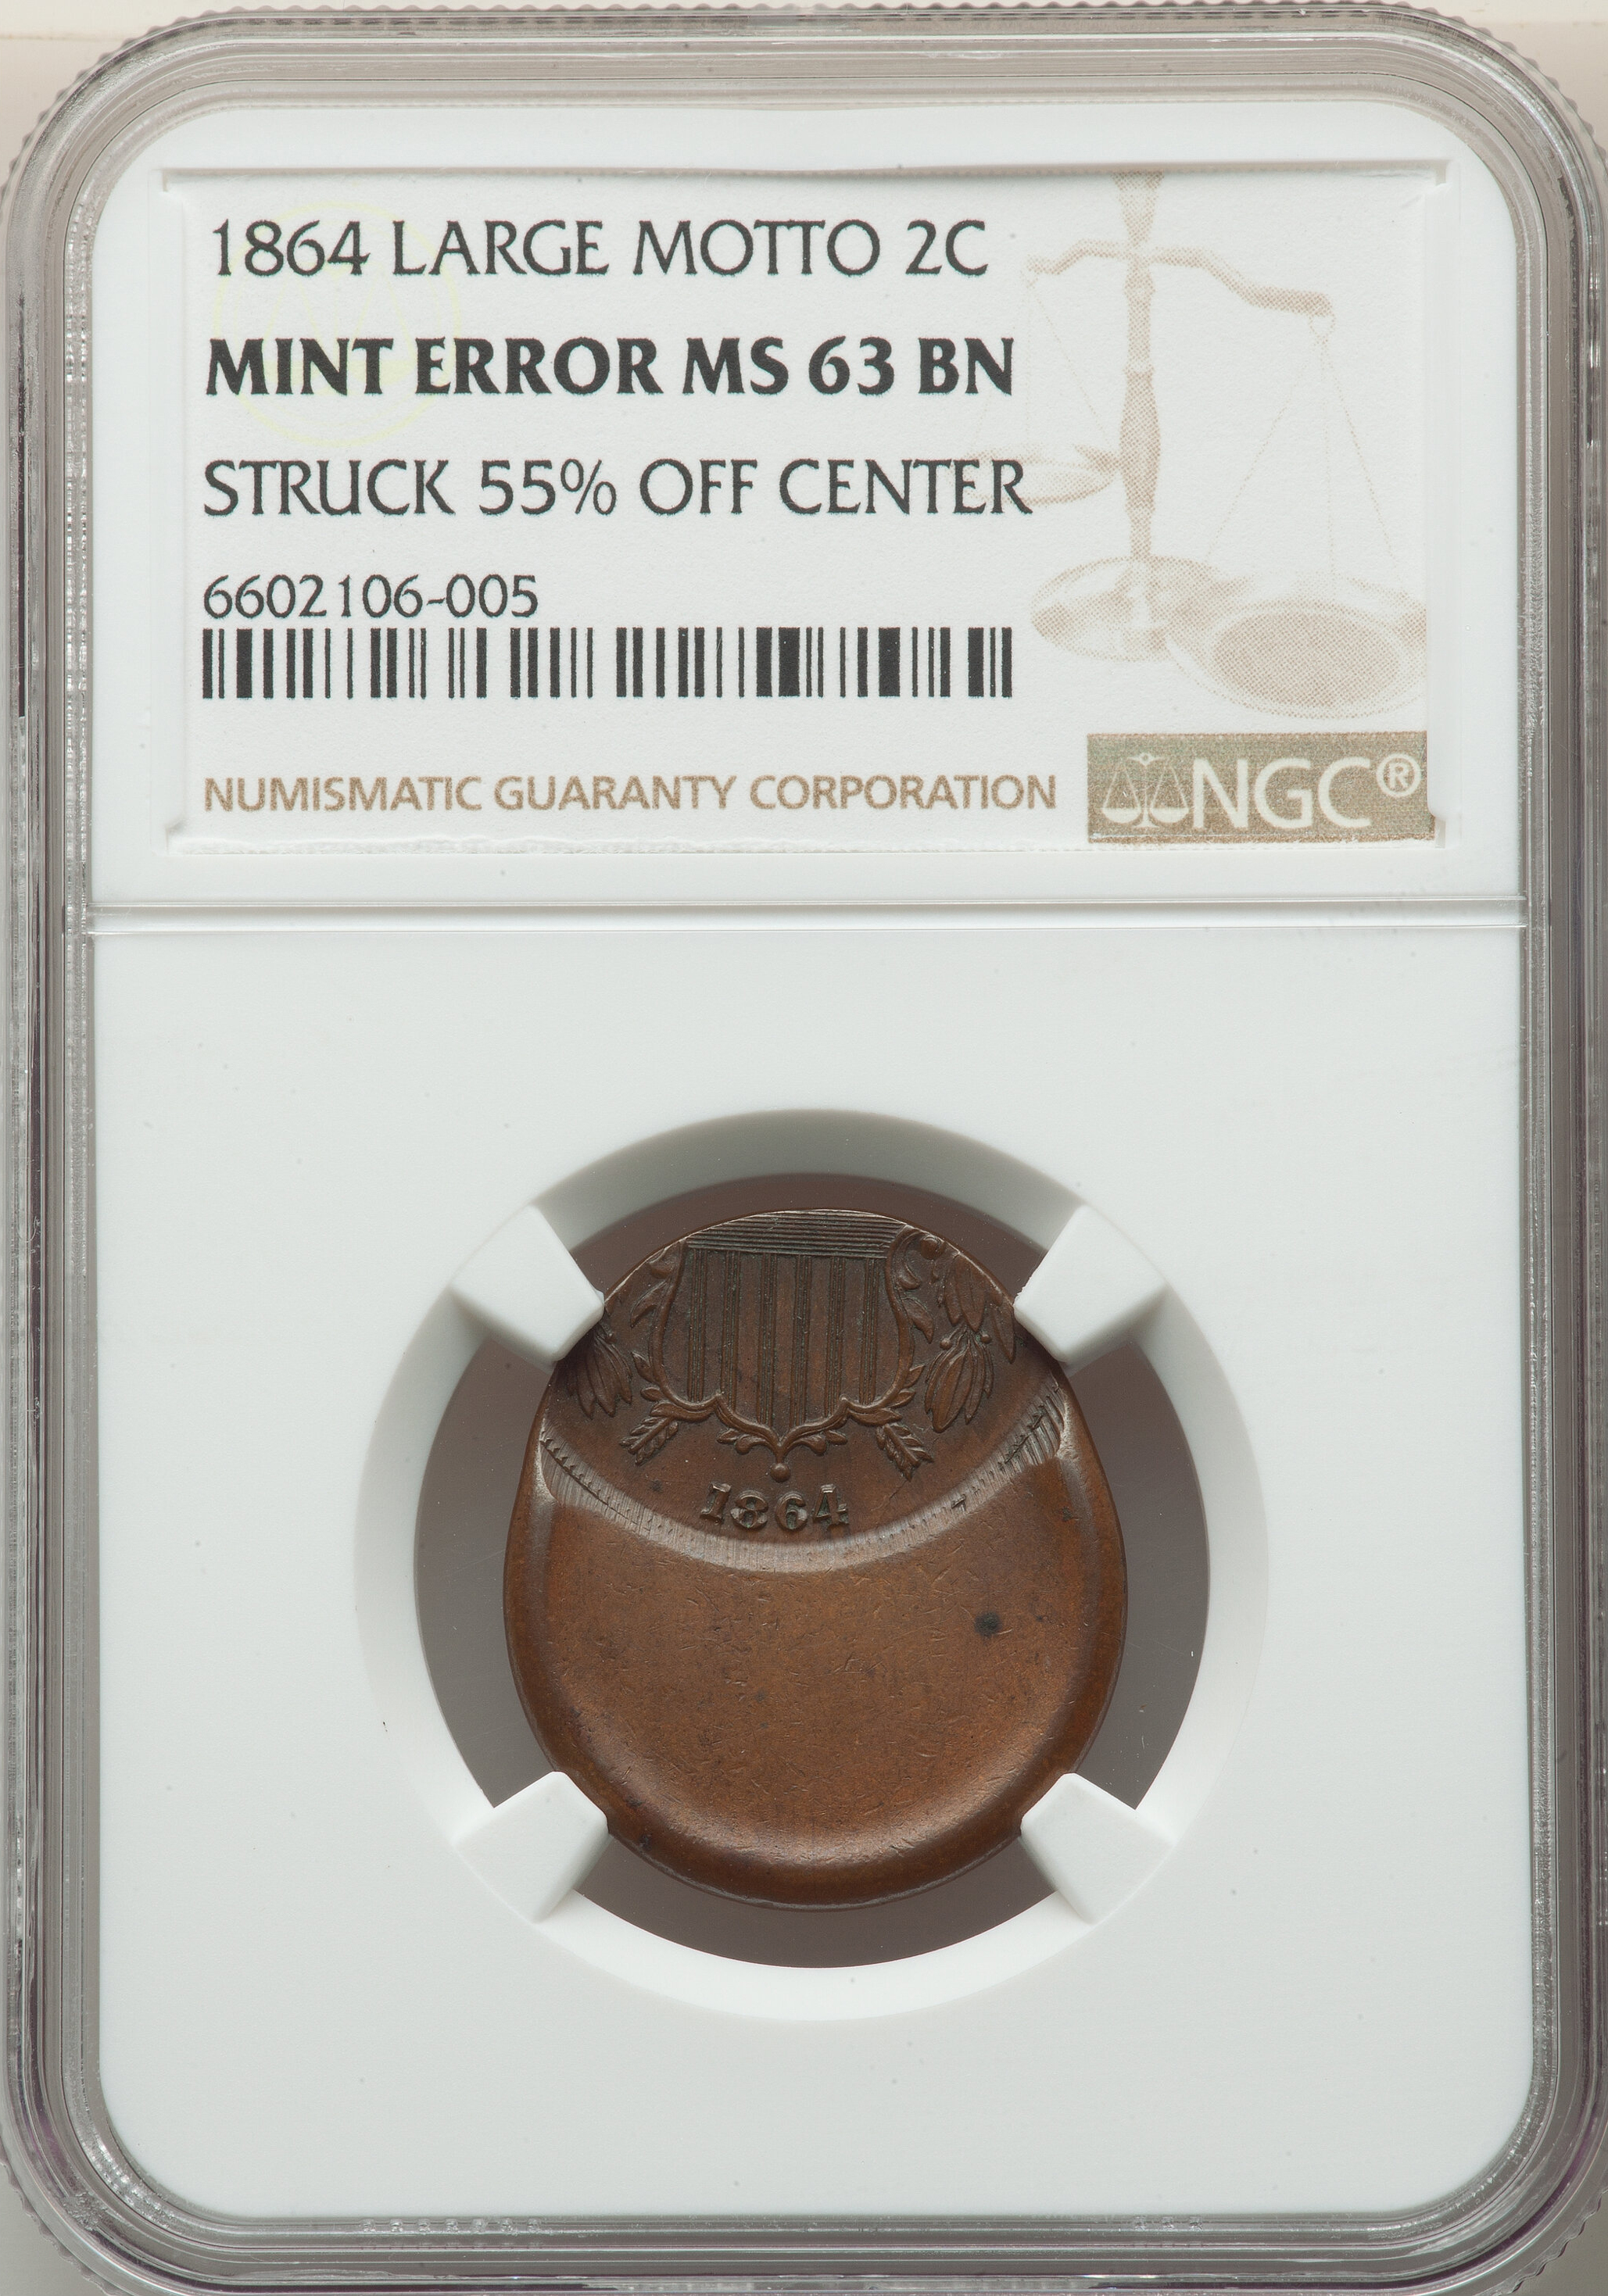 1864 LARGE MOTTO 2C
MINT ERROR MS 63 BN
STRUCK 55% OFF CENTER
6602106-005
NUMISMATIC GUARANTY CORPORATION
NGC®
1864